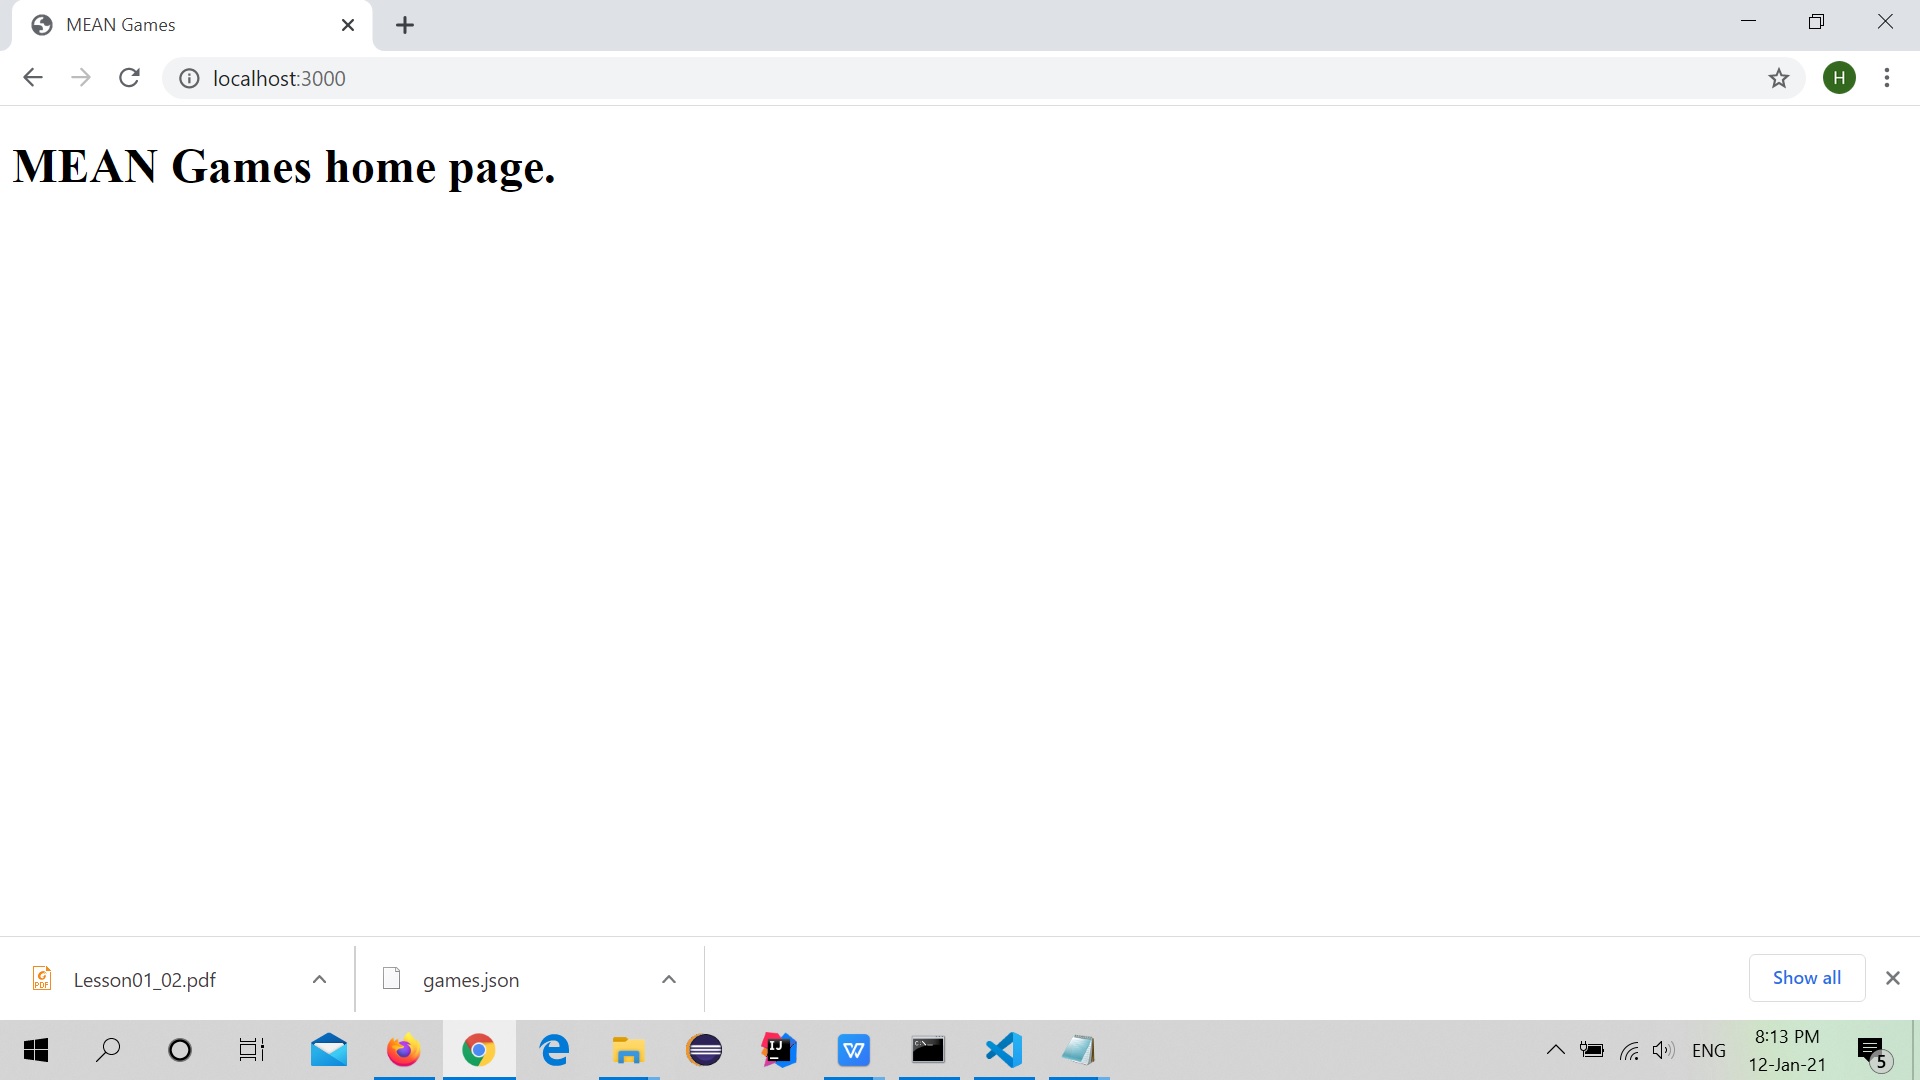 MEAN Games
localhost:3000
H
MEAN Games home page.
Lesson01_02.pdf
games.json
Show all
ENG
8:13 PM
12-Jan-21
5